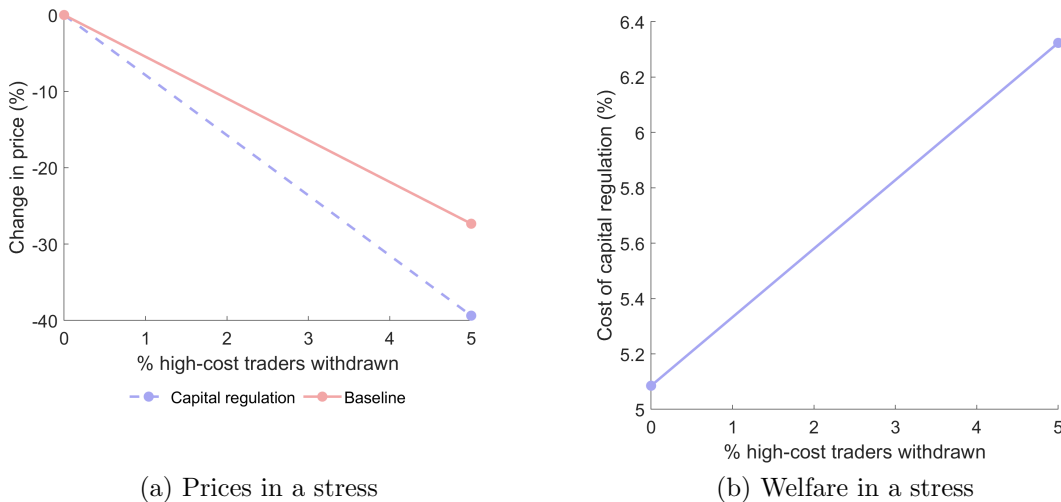 0
-10
-20
-30
-40
Change in price (%)
0 1 2 3 4 5
% high-cost traders withdrawn
Capital regulation Baseline
(a) Prices in a stress
6.4
6.2
6
5.8
5.6
5.4
5.2
5
Cost of capital regulation (%)
0 1 2 3 4 5
% high-cost traders withdrawn
(b) Welfare in a stress